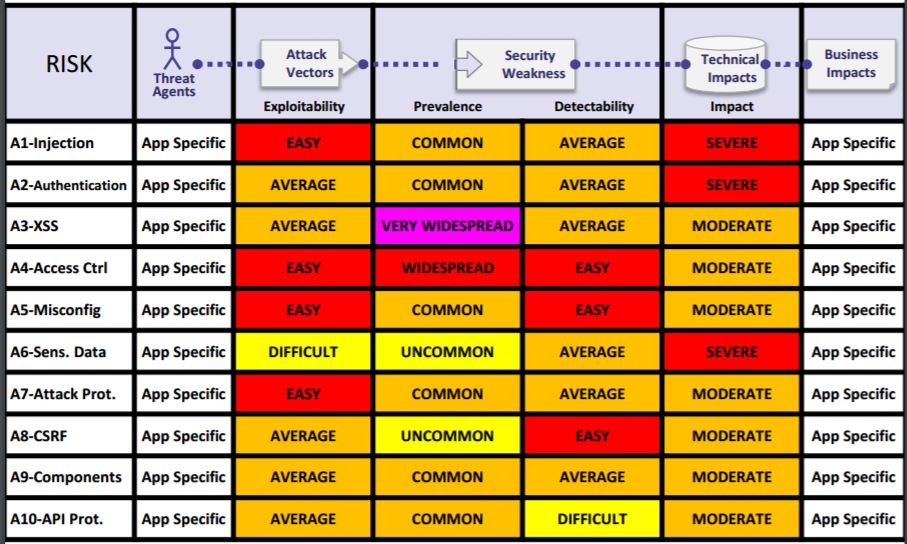 RISK
Threat
Agents
Attack
Vectors
Security
Weakness
Technical
Impacts
Business
Impacts
Exploitability Prevalence Detectability Impact
A1-Injection App Specific EASY COMMON AVERAGE SEVERE App Specific
A2-Authentication App Specific AVERAGE COMMON AVERAGE SEVERE App Specific
A3-XSS App Specific AVERAGE VERY WIDESPREAD AVERAGE MODERATE App Specific
A4-Access Ctrl App Specific EASY WIDESPREAD EASY MODERATE App Specific
A5-Misconfig App Specific EASY COMMON EASY MODERATE App Specific
A6-Sens. Data App Specific DIFFICULT UNCOMMON AVERAGE SEVERE App Specific
A7-Attack Prot. App Specific EASY COMMON AVERAGE MODERATE App Specific
A8-CSRF App Specific AVERAGE UNCOMMON EASY MODERATE App Specific
A9-Components App Specific AVERAGE COMMON AVERAGE MODERATE App Specific
A10-API Prot. App Specific AVERAGE COMMON DIFFICULT MODERATE App Specific